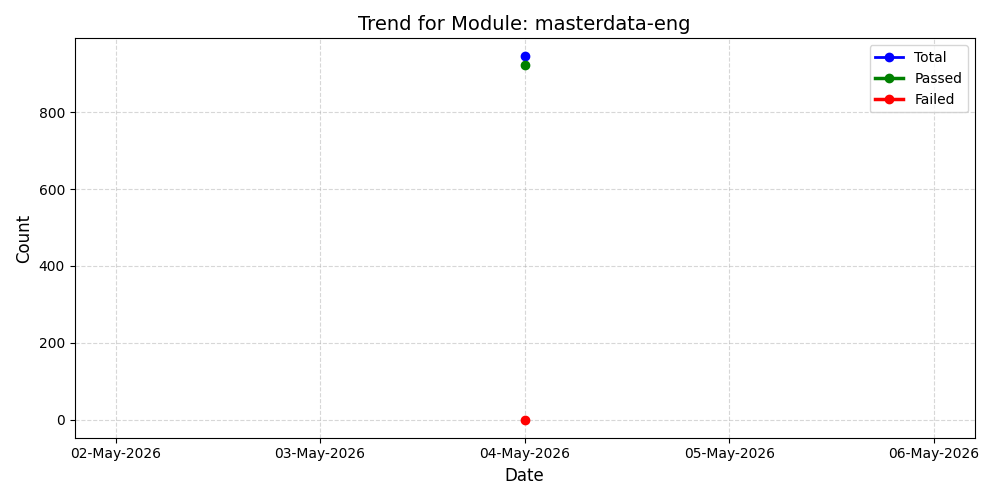 Trend for Module: masterdata-eng
Total
Passed
Failed
800
600
400
200
0
Count
02-May-2026
03-May-2026
04-May-2026
05-May-2026
06-May-2026
Date